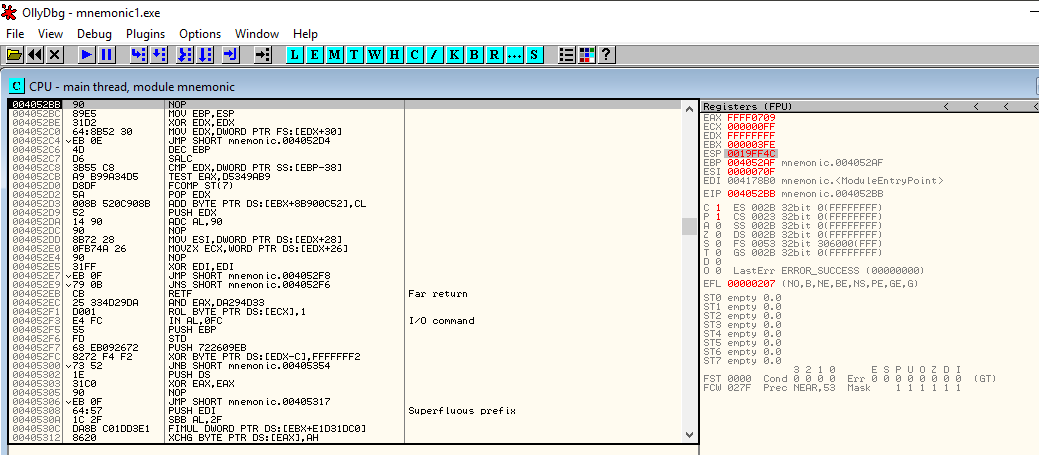 OllyDbg - mnemonic1.exe
File View Debug Plugins Options Window Help
L E M T W H C / K B R ... S ?
C CPU - main thread, module mnemonic
004052BB 90 NOP
004052BC 89E5 MOV EBP,ESP
004052BE 31D2 XOR EDX,EDX
004052C0 64:8B52 30 MOV EDX,DWORD PTR FS:[EDX+30]
004052C4 EB 0E JMP SHORT mnemonic.004052D4
004052C6 4D DEC EBP
004052C7 D6 SALC
004052C8 3B55 C8 CMP EDX,DWORD PTR SS:[EBP-38]
004052CB A9 B99A34D5 TEST EAX,D5349AB9
004052D0 D8DF FCOMP ST(7)
004052D2 5A POP EDX
004052D3 008B 520C908B ADD BYTE PTR DS:[EBX+8B900C52],CL
004052D9 52 PUSH EDX
004052DA 14 90 ADC AL,90
004052DC 90 NOP
004052DD 8B72 28 MOV ESI,DWORD PTR DS:[EDX+28]
004052E0 0FB74A 26 MOVZX ECX,WORD PTR DS:[EDX+26]
004052E4 90 NOP
004052E5 31FF XOR EDI,EDI
004052E7 EB 0F JMP SHORT mnemonic.004052F8
004052E9 79 0B JNS SHORT mnemonic.004052F6
004052EB CB RETF Far return
004052EC 25 334D29DA AND EAX,DA294D33
004052F1 D001 ROL BYTE PTR DS:[ECX],1
004052F3 E4 FC IN AL,0FC I/O command
004052F5 55 PUSH EBP
004052F6 FD STD
004052F7 68 EB092672 PUSH 722609EB
004052FC 8272 F4 F2 XOR BYTE PTR DS:[EDX-C],FFFFFFF2
00405300 73 52 JNB SHORT mnemonic.00405354
00405302 1E PUSH DS
00405303 31C0 XOR EAX,EAX
00405305 90 NOP
00405306 EB 0F JMP SHORT mnemonic.00405317
00405308 64:57 PUSH EDI Superfluous prefix
0040530A 1C 2F SBB AL,2F
0040530C DA8B C01DD3E1 FIMUL DWORD PTR DS:[EBX+E1D31DC0]
00405312 8620 XCHG BYTE PTR DS:[EAX],AH
Registers (FPU) < < < <
EAX FFFF0709
ECX 000000FF
EDX FFFFFFFF
EBX 000003FE
ESP 0019FF4C
EBP 004052AF mnemonic.004052AF
ESI 0000070F
EDI 004178B0 mnemonic.<ModuleEntryPoint>
EIP 004052BB mnemonic.004052BB
C 1 ES 002B 32bit 0(FFFFFFFF)
P 1 CS 0023 32bit 0(FFFFFFFF)
A 0 SS 002B 32bit 0(FFFFFFFF)
Z 0 DS 002B 32bit 0(FFFFFFFF)
S 0 FS 0053 32bit 306000(FFF)
T 0 GS 002B 32bit 0(FFFFFFFF)
D 0
O 0 LastErr ERROR_SUCCESS (00000000)
EFL 00000207 (NO,B,NE,BE,NS,PE,GE,G)
ST0 empty 0.0
ST1 empty 0.0
ST2 empty 0.0
ST3 empty 0.0
ST4 empty 0.0
ST5 empty 0.0
ST6 empty 0.0
ST7 empty 0.0
3 2 1 0 E S P U O Z D I
FST 0000 Cond 0 0 0 0 Err 0 0 0 0 0 0 0 0 (GT)
FCW 027F Prec NEAR,53 Mask 1 1 1 1 1 1